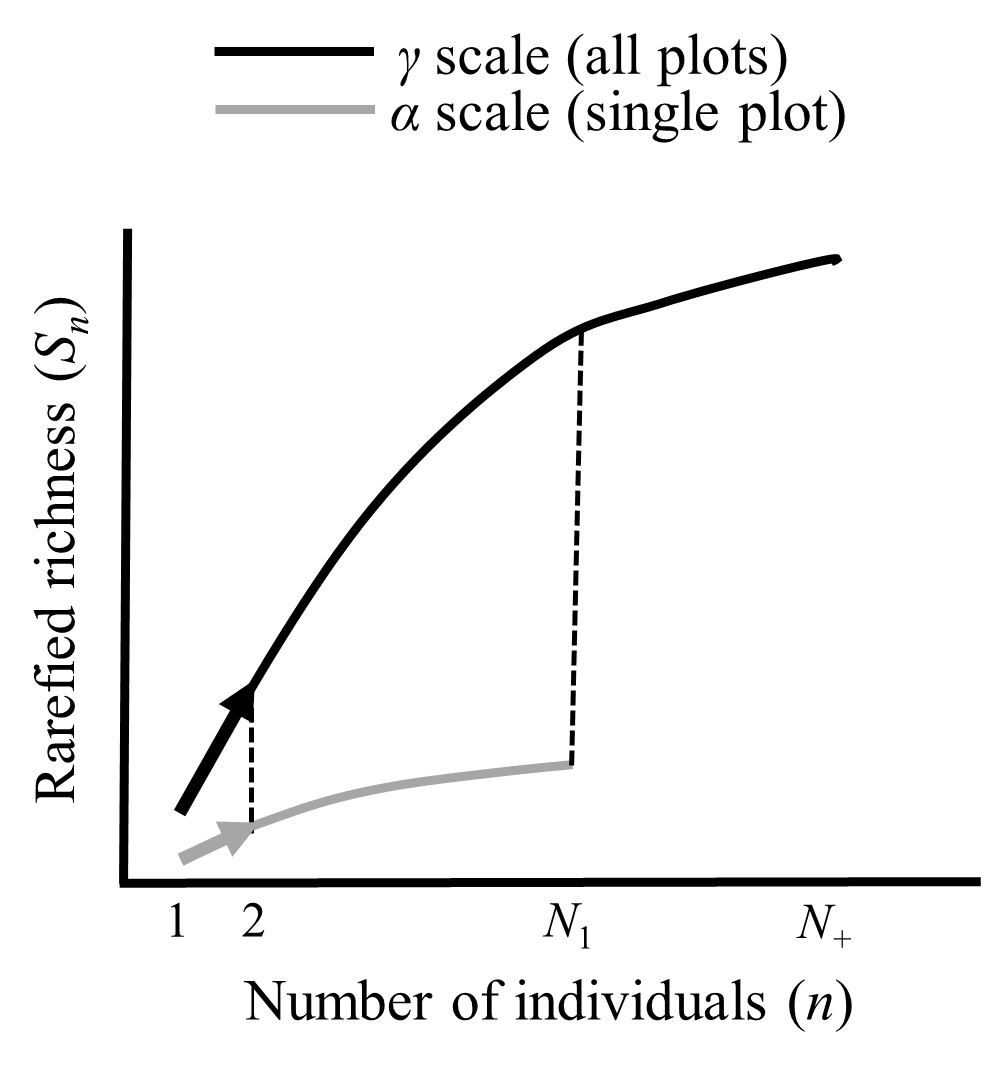 γ scale (all plots)
α scale (single plot)
Rarefied richness (Sₙ)
1 2 N₁ N₊
Number of individuals (n)